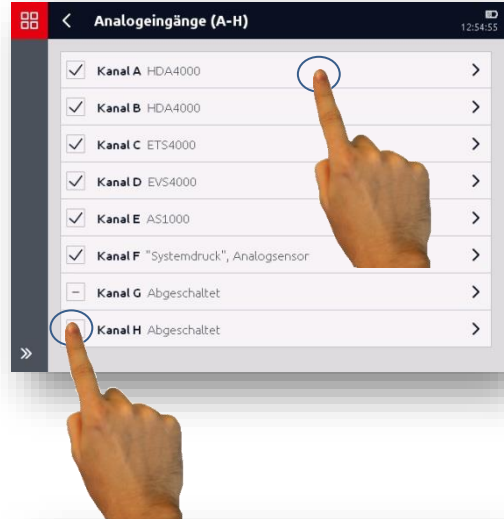 Analogeingänge (A-H)
12:54:55
Kanal A HDA4000
Kanal B HDA4000
Kanal C ETS4000
Kanal D EVS4000
Kanal E AS1000
Kanal F "Systemdruck", Analogsensor
Kanal G Abgeschaltet
Kanal H Abgeschaltet